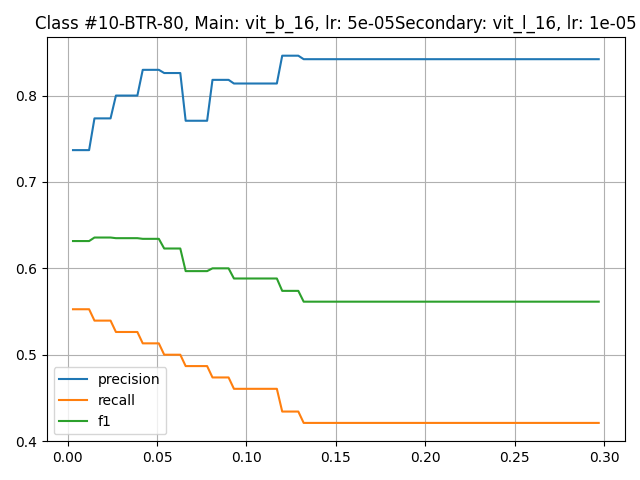 Class #10-BTR-80, Main: vit_b_16, lr: 5e-05Secondary: vit_l_16, lr: 1e-05
0.8
0.7
0.6
0.5
0.4
precision
recall
f1
0.00 0.05 0.10 0.15 0.20 0.25 0.30